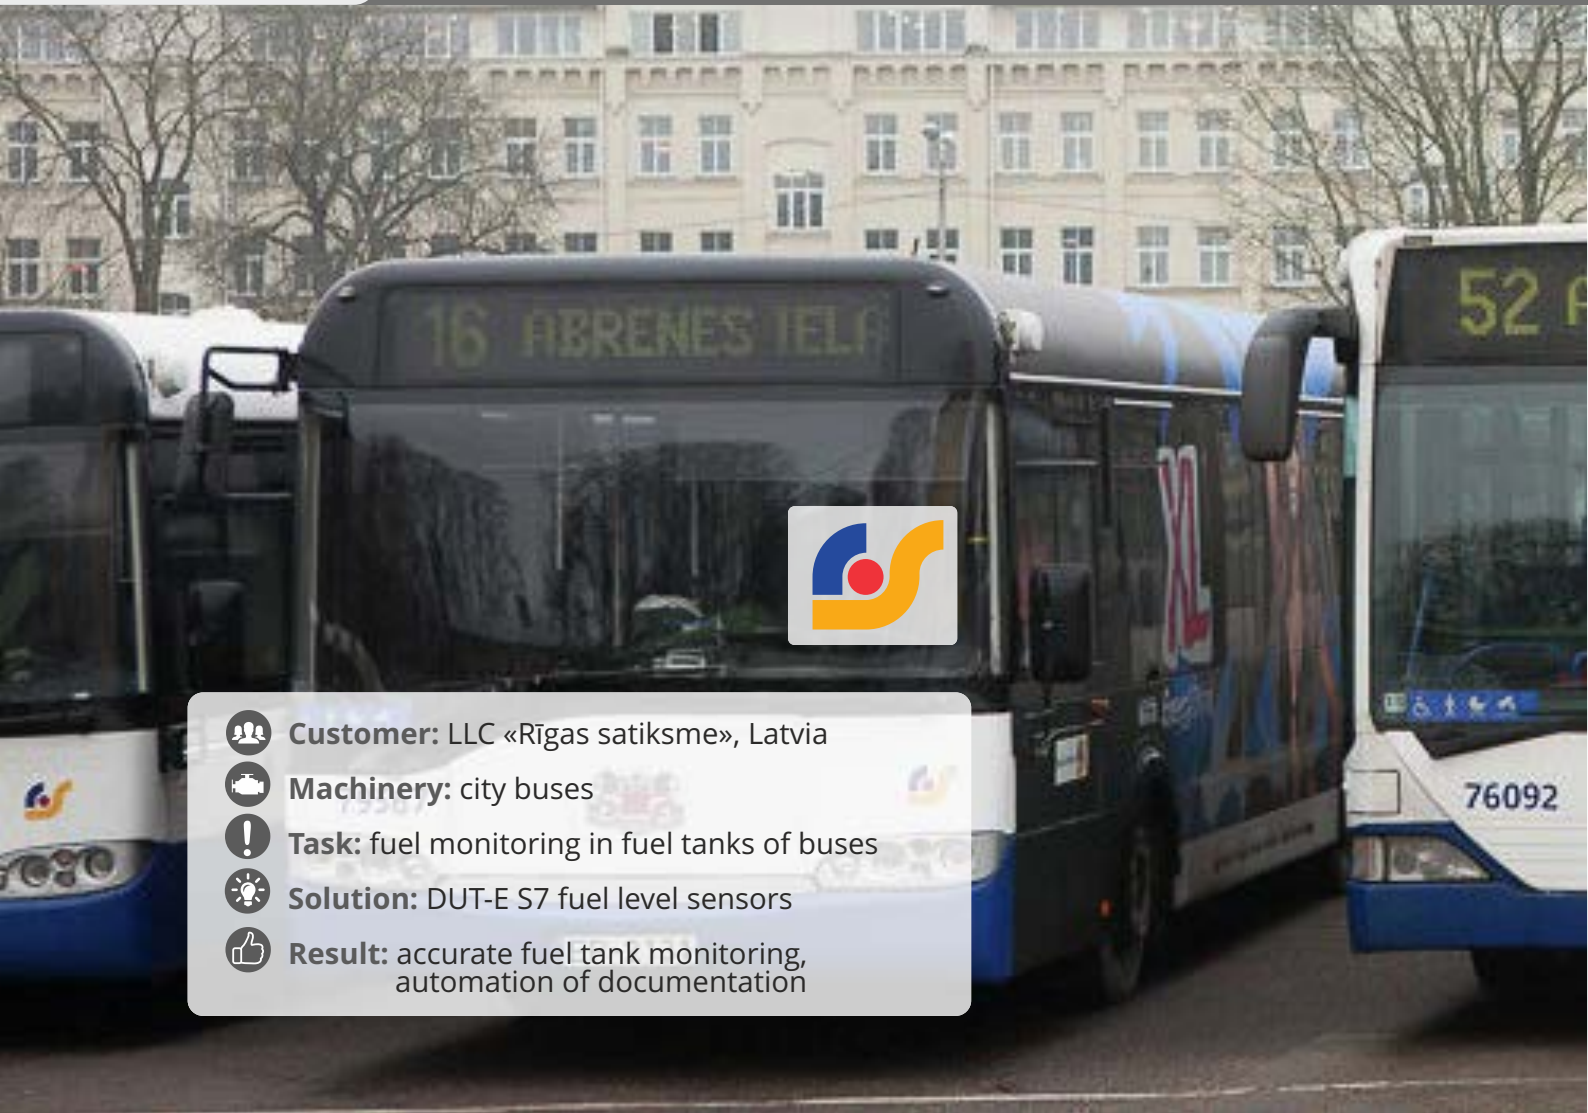 16 ABRENES IELA
52
XL
76092
Customer: LLC «Rīgas satiksme», Latvia
Machinery: city buses
Task: fuel monitoring in fuel tanks of buses
Solution: DUT-E S7 fuel level sensors
Result: accurate fuel tank monitoring,
automation of documentation